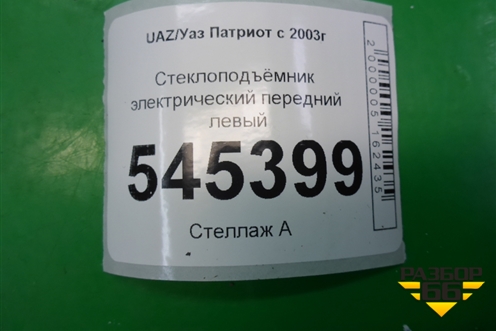 UAZ/Уаз Патриот с 2003г
Стеклоподъёмник
электрический передний
левый
545399
Стеллаж А
2000005162435
РАЗБОР
66